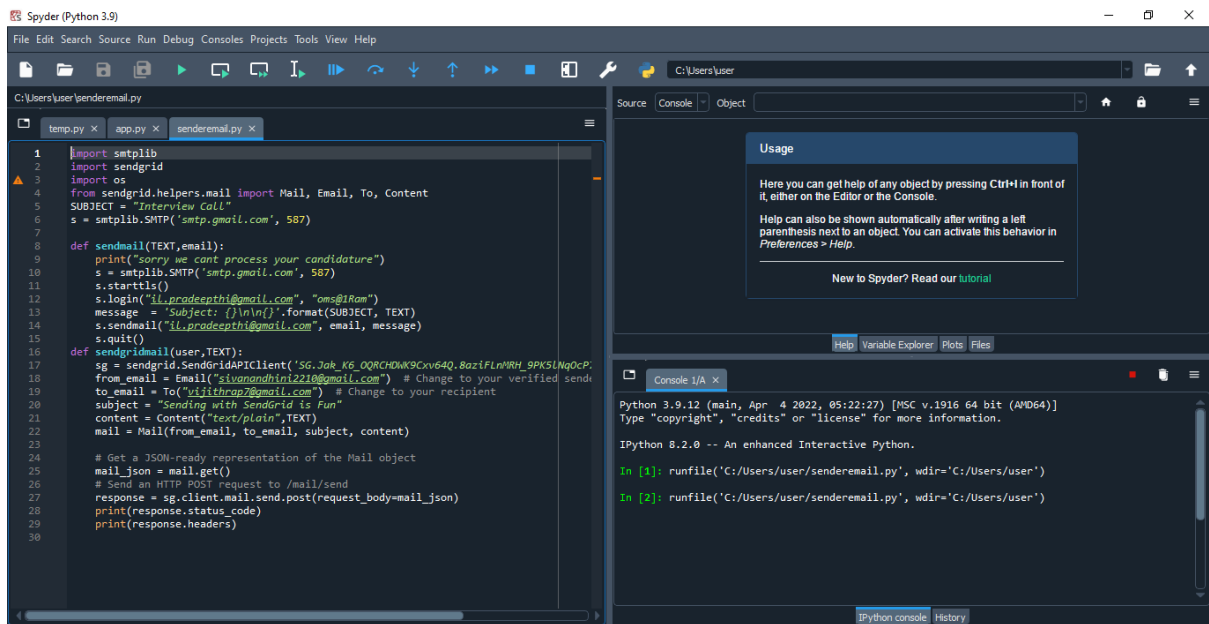 Spyder (Python 3.9)
File Edit Search Source Run Debug Consoles Projects Tools View Help
C:\Users\user
C:\Users\user\senderemail.py
temp.py app.py senderemail.py
1 import smtplib
2 import sendgrid
3 import os
4 from sendgrid.helpers.mail import Mail, Email, To, Content
5 SUBJECT = "Interview Call"
6 s = smtplib.SMTP('smtp.gmail.com', 587)
7
8 def sendmail(TEXT,email):
9 print("sorry we cant process your candidature")
10 s = smtplib.SMTP('smtp.gmail.com', 587)
11 s.starttls()
12 s.login("il.pradeepthi@gmail.com", "oms@1Ram")
13 message = 'Subject: {}\n\n{}'.format(SUBJECT, TEXT)
14 s.sendmail("il.pradeepthi@gmail.com", email, message)
15 s.quit()
16 def sendgridmail(user,TEXT):
17 sg = sendgrid.SendGridAPIClient('SG.Jak_K6_OQRCHDWK9Cxv64Q.8aziFLnMRH_9PK5lNqOcP
18 from_email = Email("sivanandhini2210@gmail.com") # Change to your verified sende
19 to_email = To("vijithrap7@gmail.com") # Change to your recipient
20 subject = "Sending with SendGrid is Fun"
21 content = Content("text/plain",TEXT)
22 mail = Mail(from_email, to_email, subject, content)
23
24 # Get a JSON-ready representation of the Mail object
25 mail_json = mail.get()
26 # Send an HTTP POST request to /mail/send
27 response = sg.client.mail.send.post(request_body=mail_json)
28 print(response.status_code)
29 print(response.headers)
30
Source Console Object
Usage
Here you can get help of any object by pressing Ctrl+I in front of
it, either on the Editor or the Console.
Help can also be shown automatically after writing a left
parenthesis next to an object. You can activate this behavior in
Preferences > Help.
New to Spyder? Read our tutorial
Help Variable Explorer Plots Files
Console 1/A
Python 3.9.12 (main, Apr 4 2022, 05:22:27) [MSC v.1916 64 bit (AMD64)]
Type "copyright", "credits" or "license" for more information.
IPython 8.2.0 -- An enhanced Interactive Python.
In [1]: runfile('C:/Users/user/senderemail.py', wdir='C:/Users/user')
In [2]: runfile('C:/Users/user/senderemail.py', wdir='C:/Users/user')
IPython console History